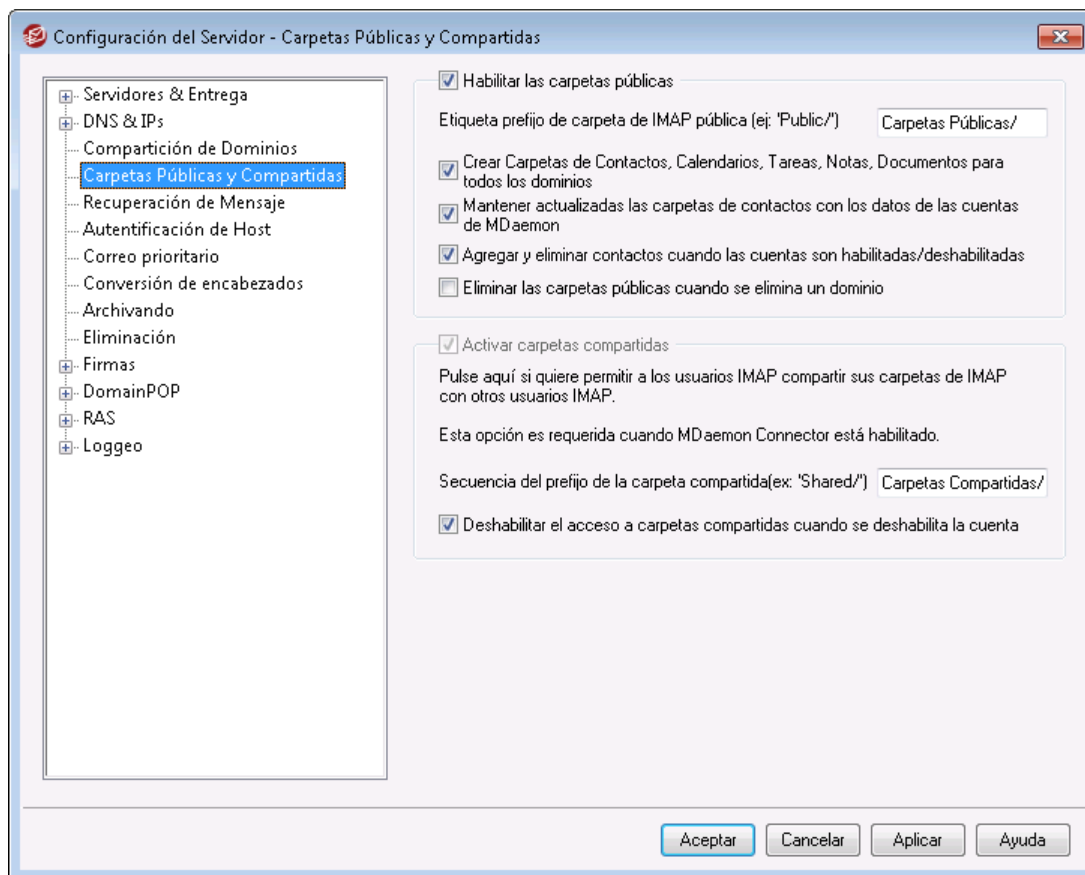 Configuración del Servidor - Carpetas Públicas y Compartidas
Servidores & Entrega
DNS & IPs
Compartición de Dominios
Carpetas Públicas y Compartidas
Recuperación de Mensaje
Autentificación de Host
Correo prioritario
Conversión de encabezados
Archivando
Eliminación
Firmas
DomainPOP
RAS
Loggeo
Habilitar las carpetas públicas
Etiqueta prefijo de carpeta de IMAP pública (ej: 'Public/') Carpetas Públicas/
Crear Carpetas de Contactos, Calendarios, Tareas, Notas, Documentos para
todos los dominios
Mantener actualizadas las carpetas de contactos con los datos de las cuentas
de MDaemon
Agregar y eliminar contactos cuando las cuentas son habilitadas/deshabilitadas
Eliminar las carpetas públicas cuando se elimina un dominio
Activar carpetas compartidas
Pulse aquí si quiere permitir a los usuarios IMAP compartir sus carpetas de IMAP
con otros usuarios IMAP.
Esta opción es requerida cuando MDaemon Connector está habilitado.
Secuencia del prefijo de la carpeta compartida(ex: 'Shared/') Carpetas Compartidas/
Deshabilitar el acceso a carpetas compartidas cuando se deshabilita la cuenta
Aceptar Cancelar Aplicar Ayuda